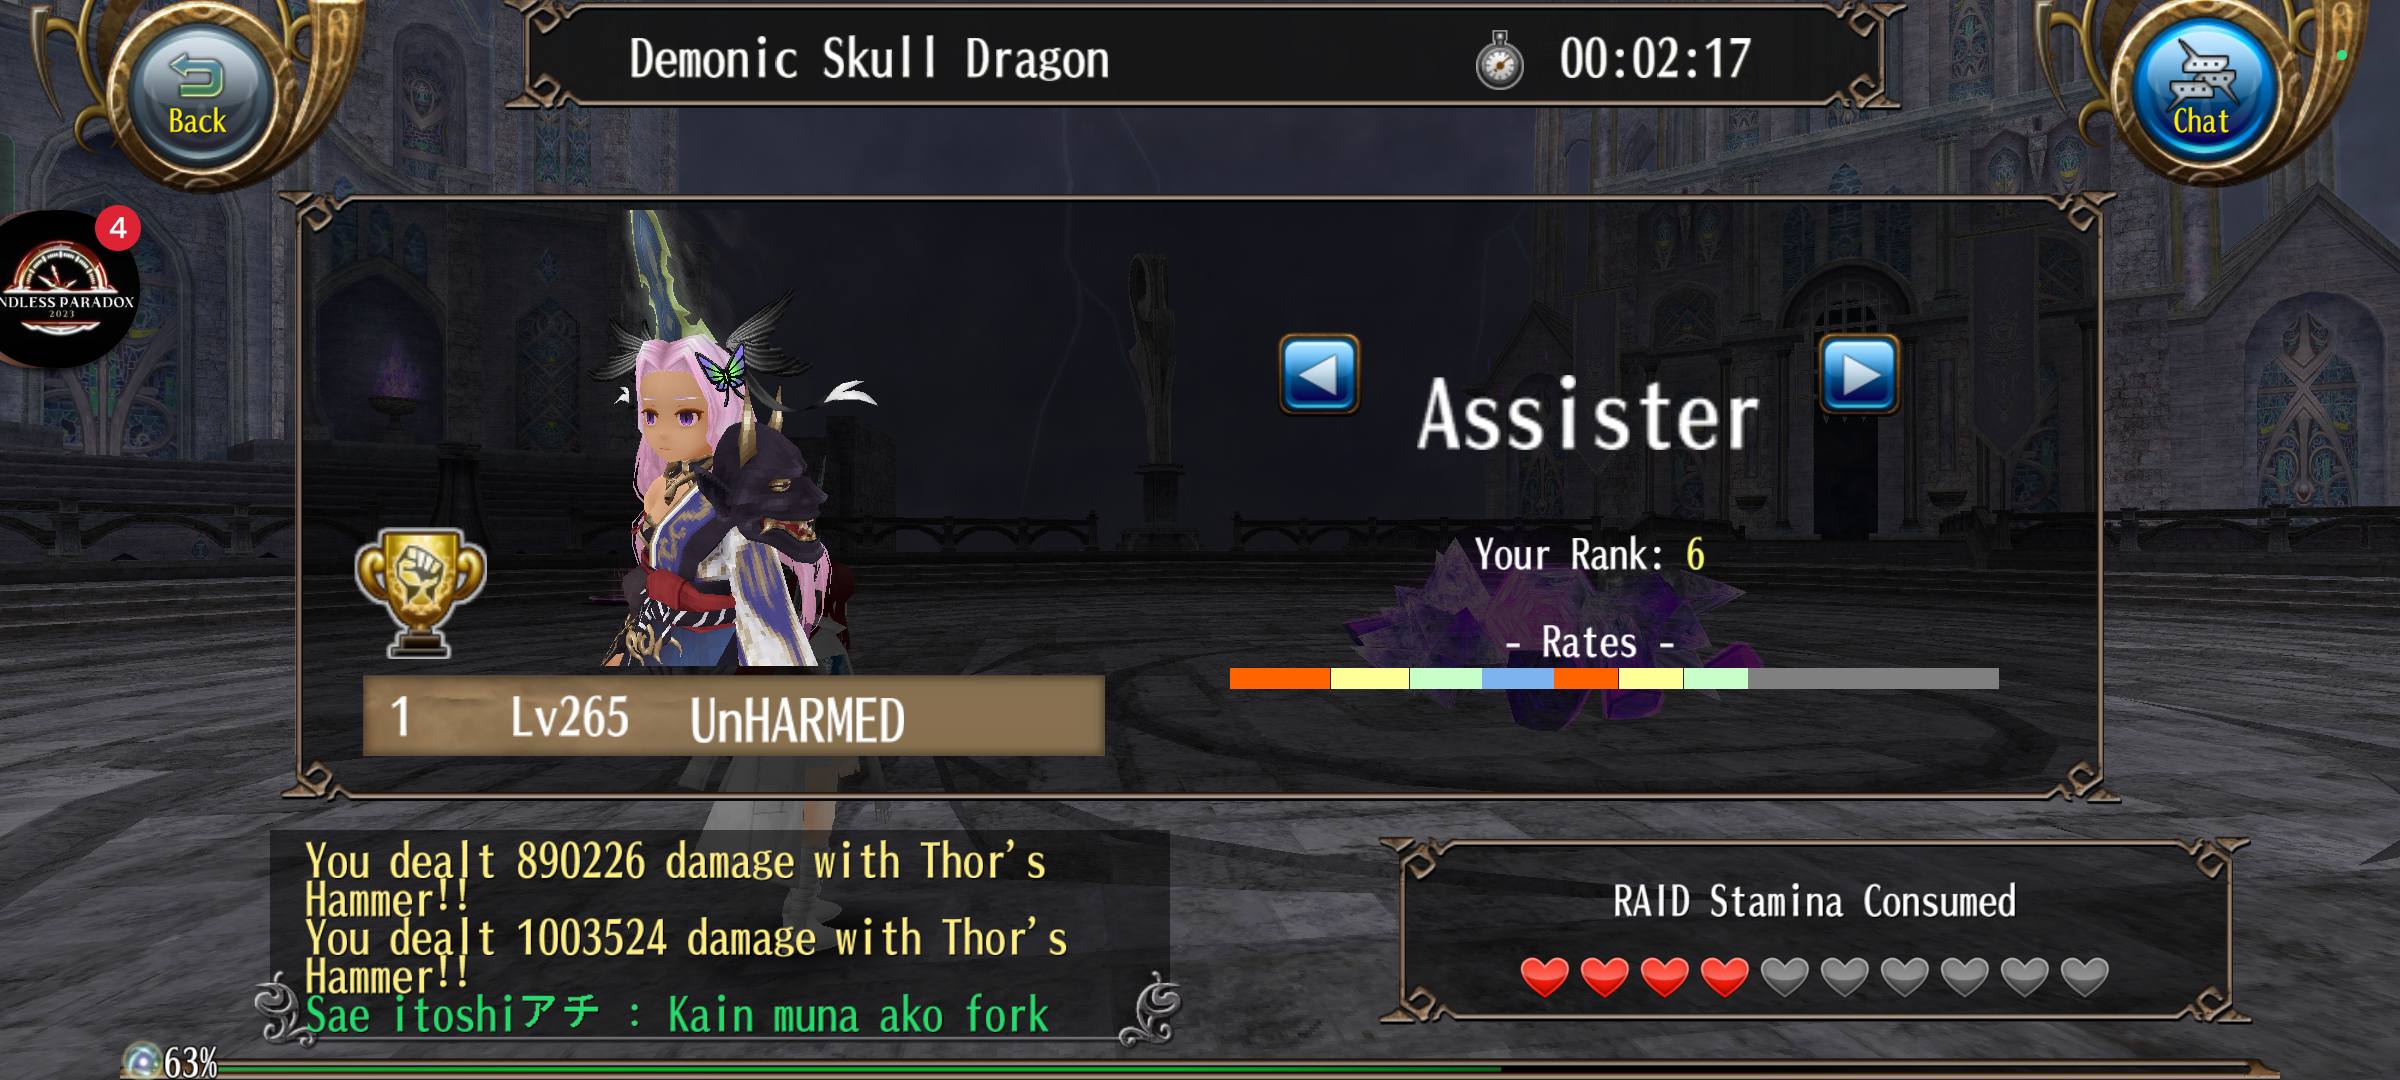 Demonic Skull Dragon
00:02:17
Back
Chat
4
NDLESS PARADOX
2023
Assister
Your Rank: 6
- Rates -
1 Lv265 UnHARMED
You dealt 890226 damage with Thor's
Hammer!!
You dealt 1003524 damage with Thor's
Hammer!!
Sae itoshiアチ : Kain muna ako fork
RAID Stamina Consumed
63%